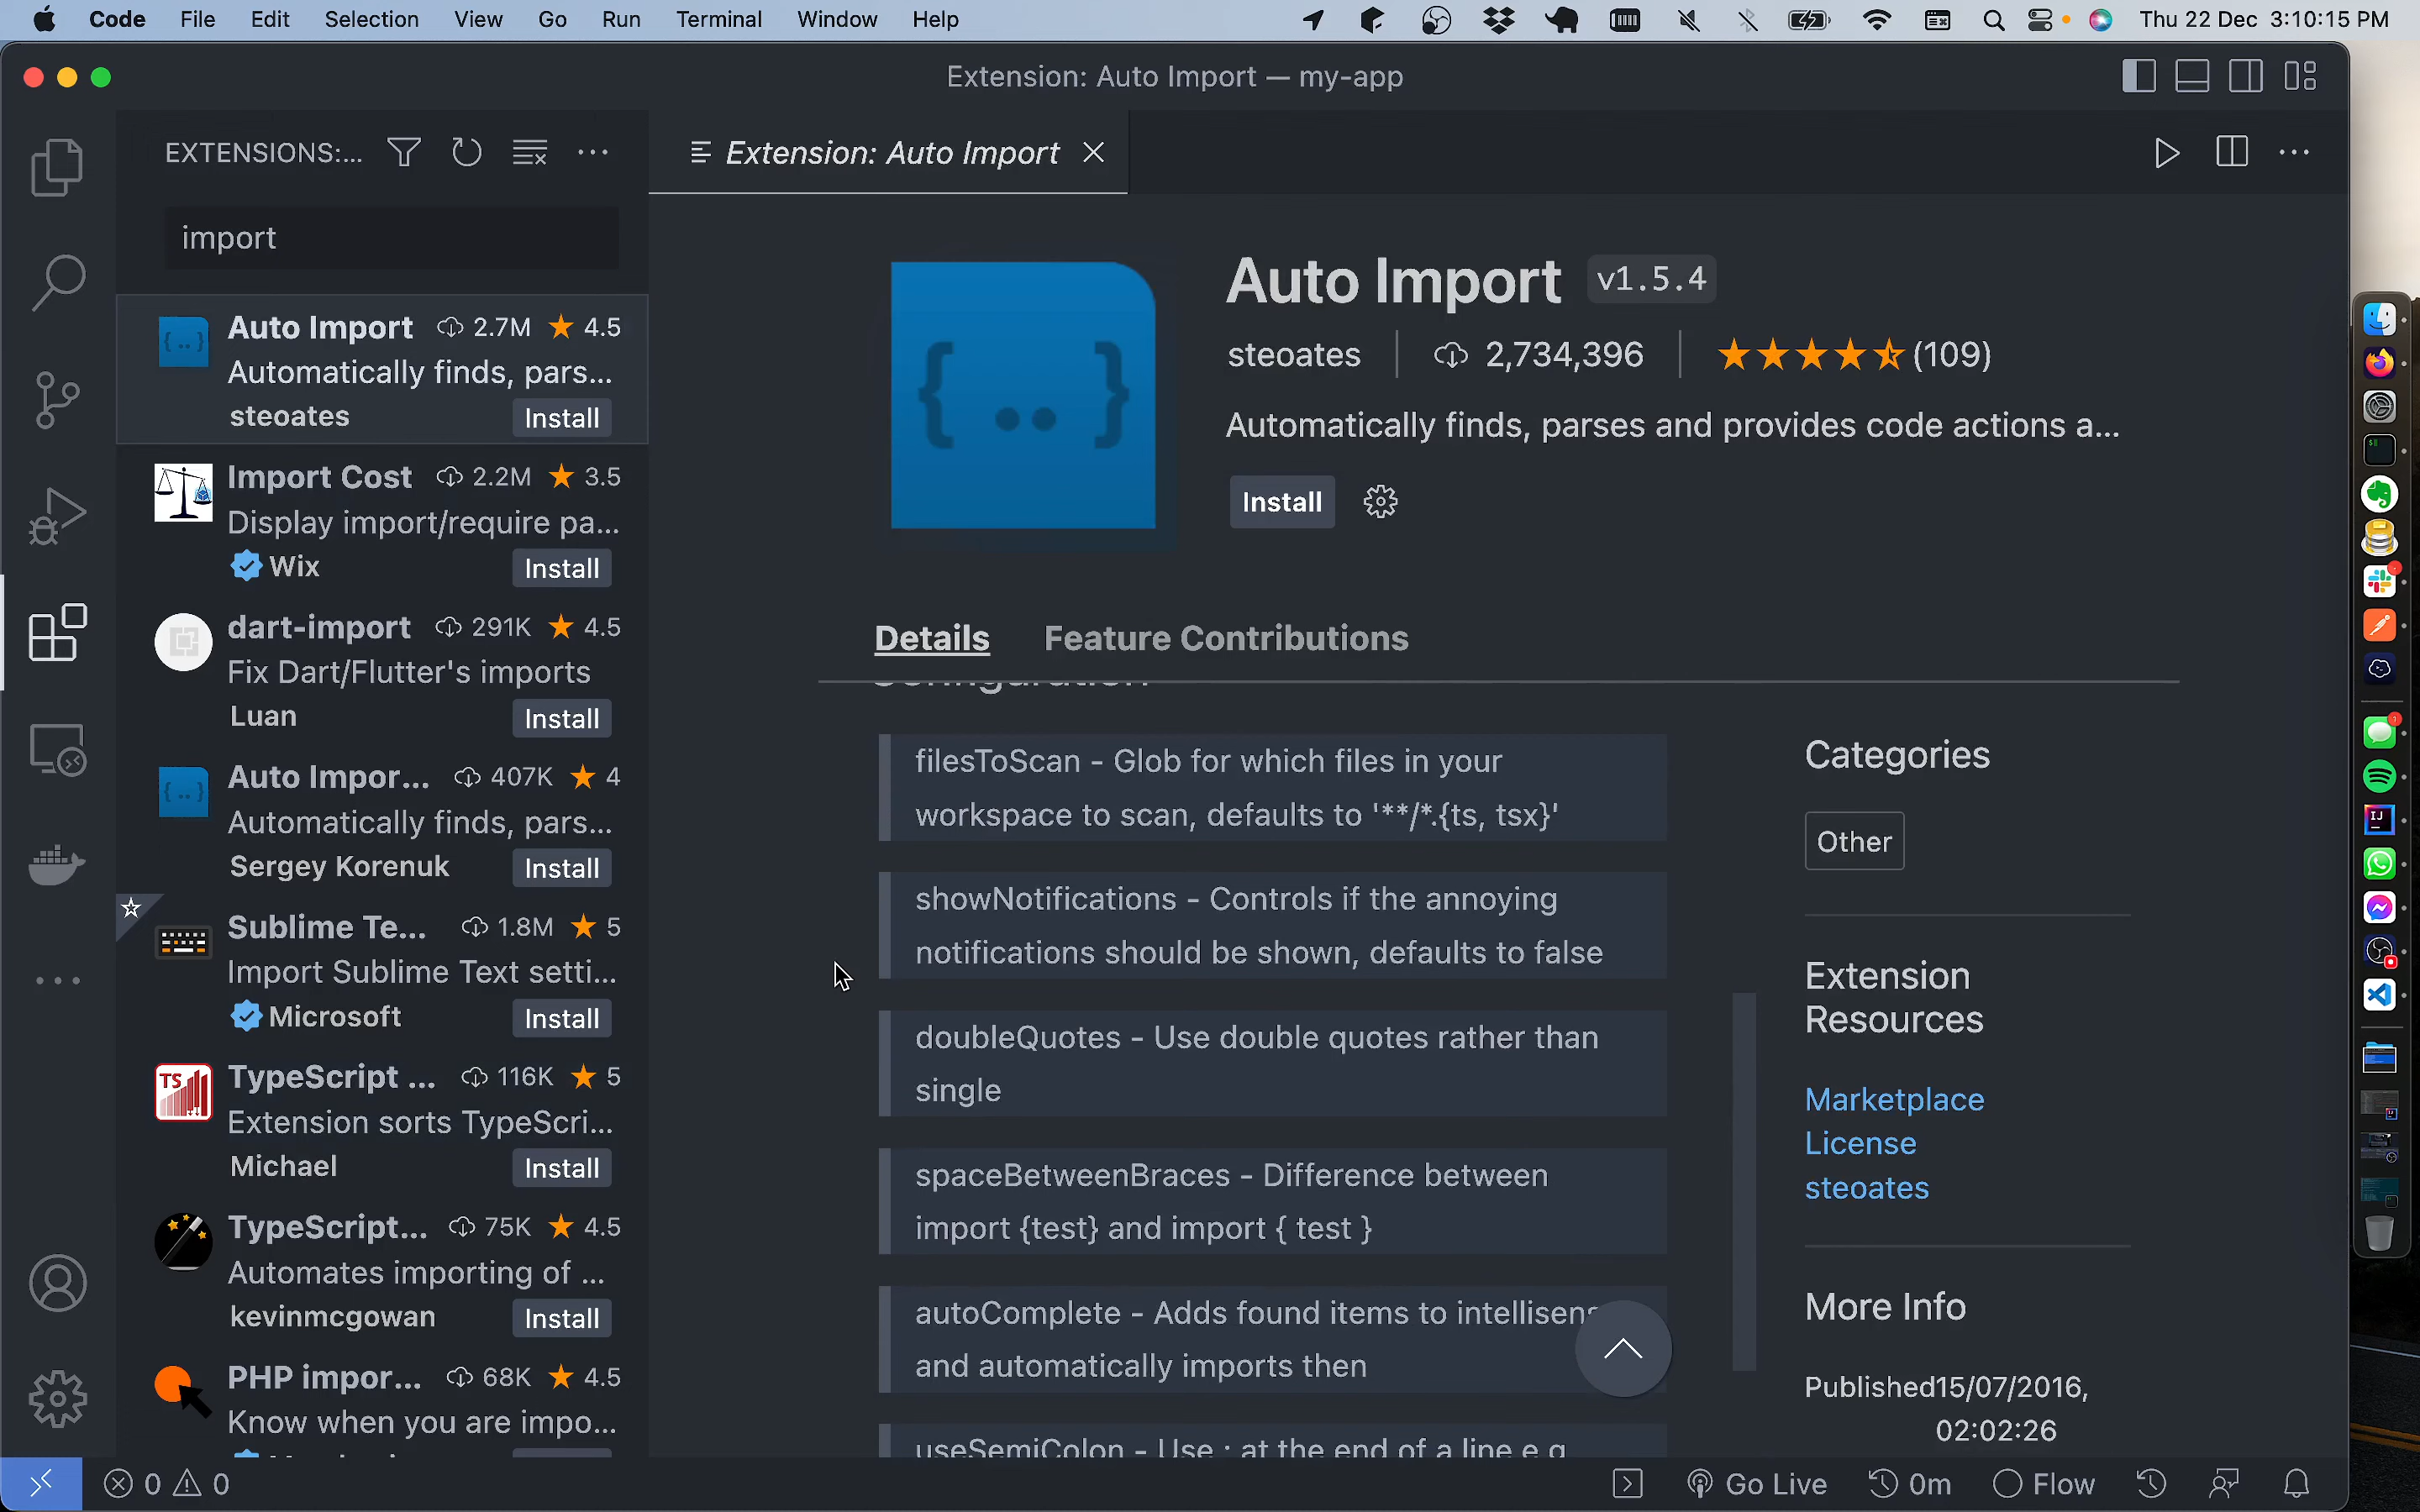 Code File Edit Selection View Go Run Terminal Window Help Thu 22 Dec 3:10:15 PM
Extension: Auto Import — my-app
EXTENSIONS:...
Extension: Auto Import
import
Auto Import 2.7M 4.5
Automatically finds, pars...
steoates Install
Import Cost 2.2M 3.5
Display import/require pa...
Wix Install
dart-import 291K 4.5
Fix Dart/Flutter's imports
Luan Install
Auto Impor... 407K 4
Automatically finds, pars...
Sergey Korenuk Install
Sublime Te... 1.8M 5
Import Sublime Text setti...
Microsoft Install
TypeScript ... 116K 5
Extension sorts TypeScri...
Michael Install
TypeScript... 75K 4.5
Automates importing of ...
kevinmcgowan Install
PHP impor... 68K 4.5
Know when you are impo...
{..}
Auto Import v1.5.4
steoates 2,734,396 (109)
Automatically finds, parses and provides code actions a...
Install
Details Feature Contributions
filesToScan - Glob for which files in your
workspace to scan, defaults to '**/*.{ts, tsx}'
showNotifications - Controls if the annoying
notifications should be shown, defaults to false
doubleQuotes - Use double quotes rather than
single
spaceBetweenBraces - Difference between
import {test} and import { test }
autoComplete - Adds found items to intellisens
and automatically imports then
useSemiColon - Use ; at the end of a line e.g
Categories
Other
Extension
Resources
Marketplace
License
steoates
More Info
Published15/07/2016,
02:02:26
0 0 Go Live 0m Flow